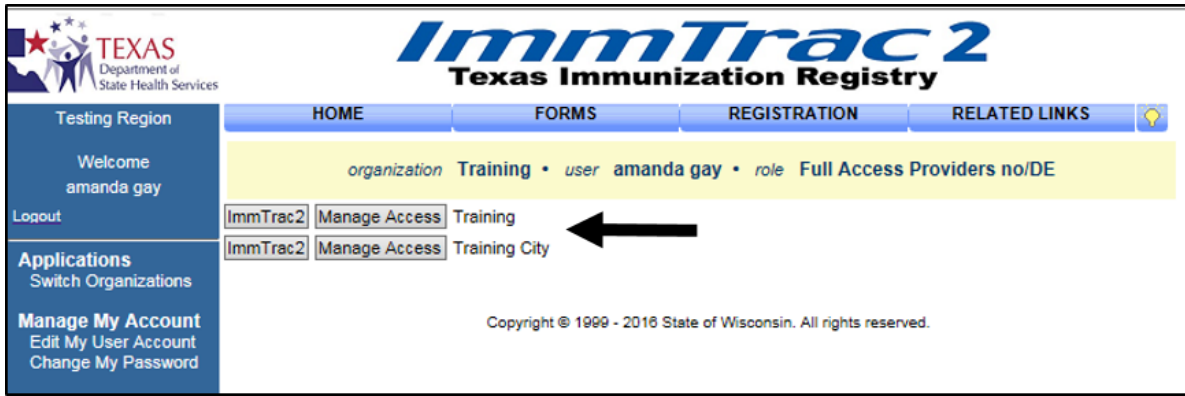 TEXAS
Department of
State Health Services
ImmTrac2
Texas Immunization Registry
Testing Region
Welcome
amanda gay
Logout
Applications
Switch Organizations
Manage My Account
Edit My User Account
Change My Password
HOME FORMS REGISTRATION RELATED LINKS
organization Training • user amanda gay • role Full Access Providers no/DE
ImmTrac2 Manage Access Training
ImmTrac2 Manage Access Training City
Copyright © 1999 - 2016 State of Wisconsin. All rights reserved.